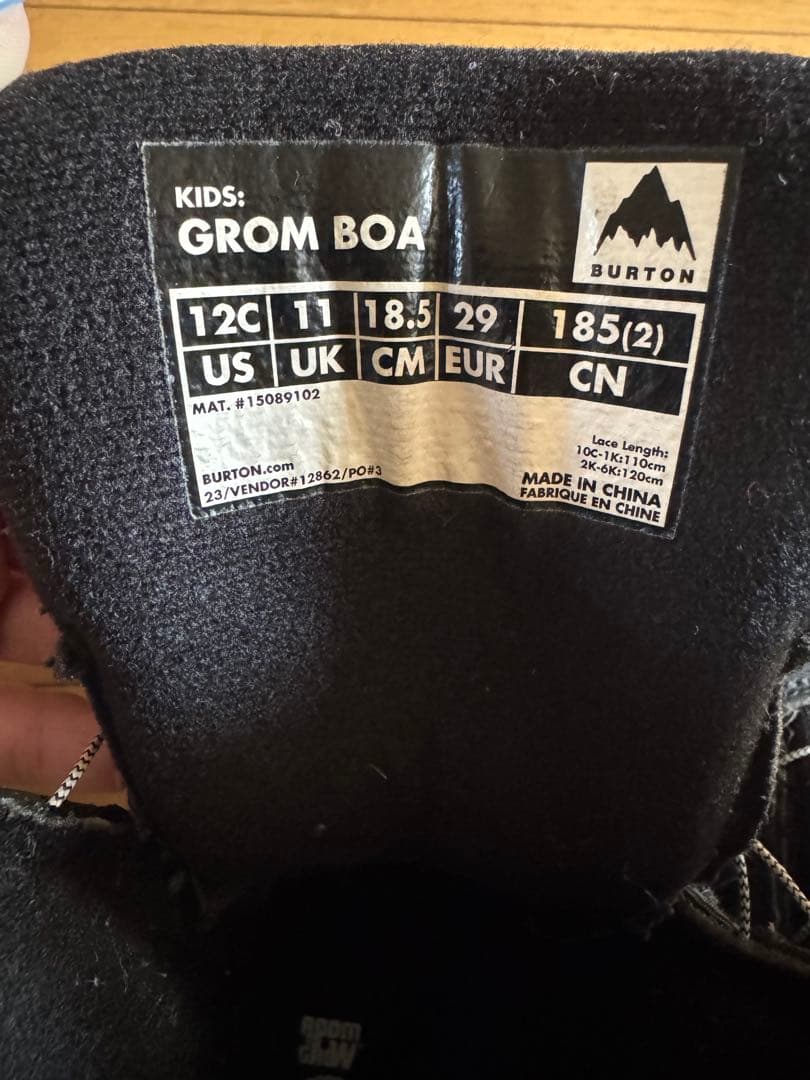 KIDS:
GROM BOA
BURTON
12C 11 18.5 29 185(2)
US UK CM EUR CN
MAT. #15089102
Lace Length:
10C-1K:110cm
2K-6K:120cm
BURTON.com
23/VENDOR#12862/PO#3
MADE IN CHINA
FABRIQUE EN CHINE